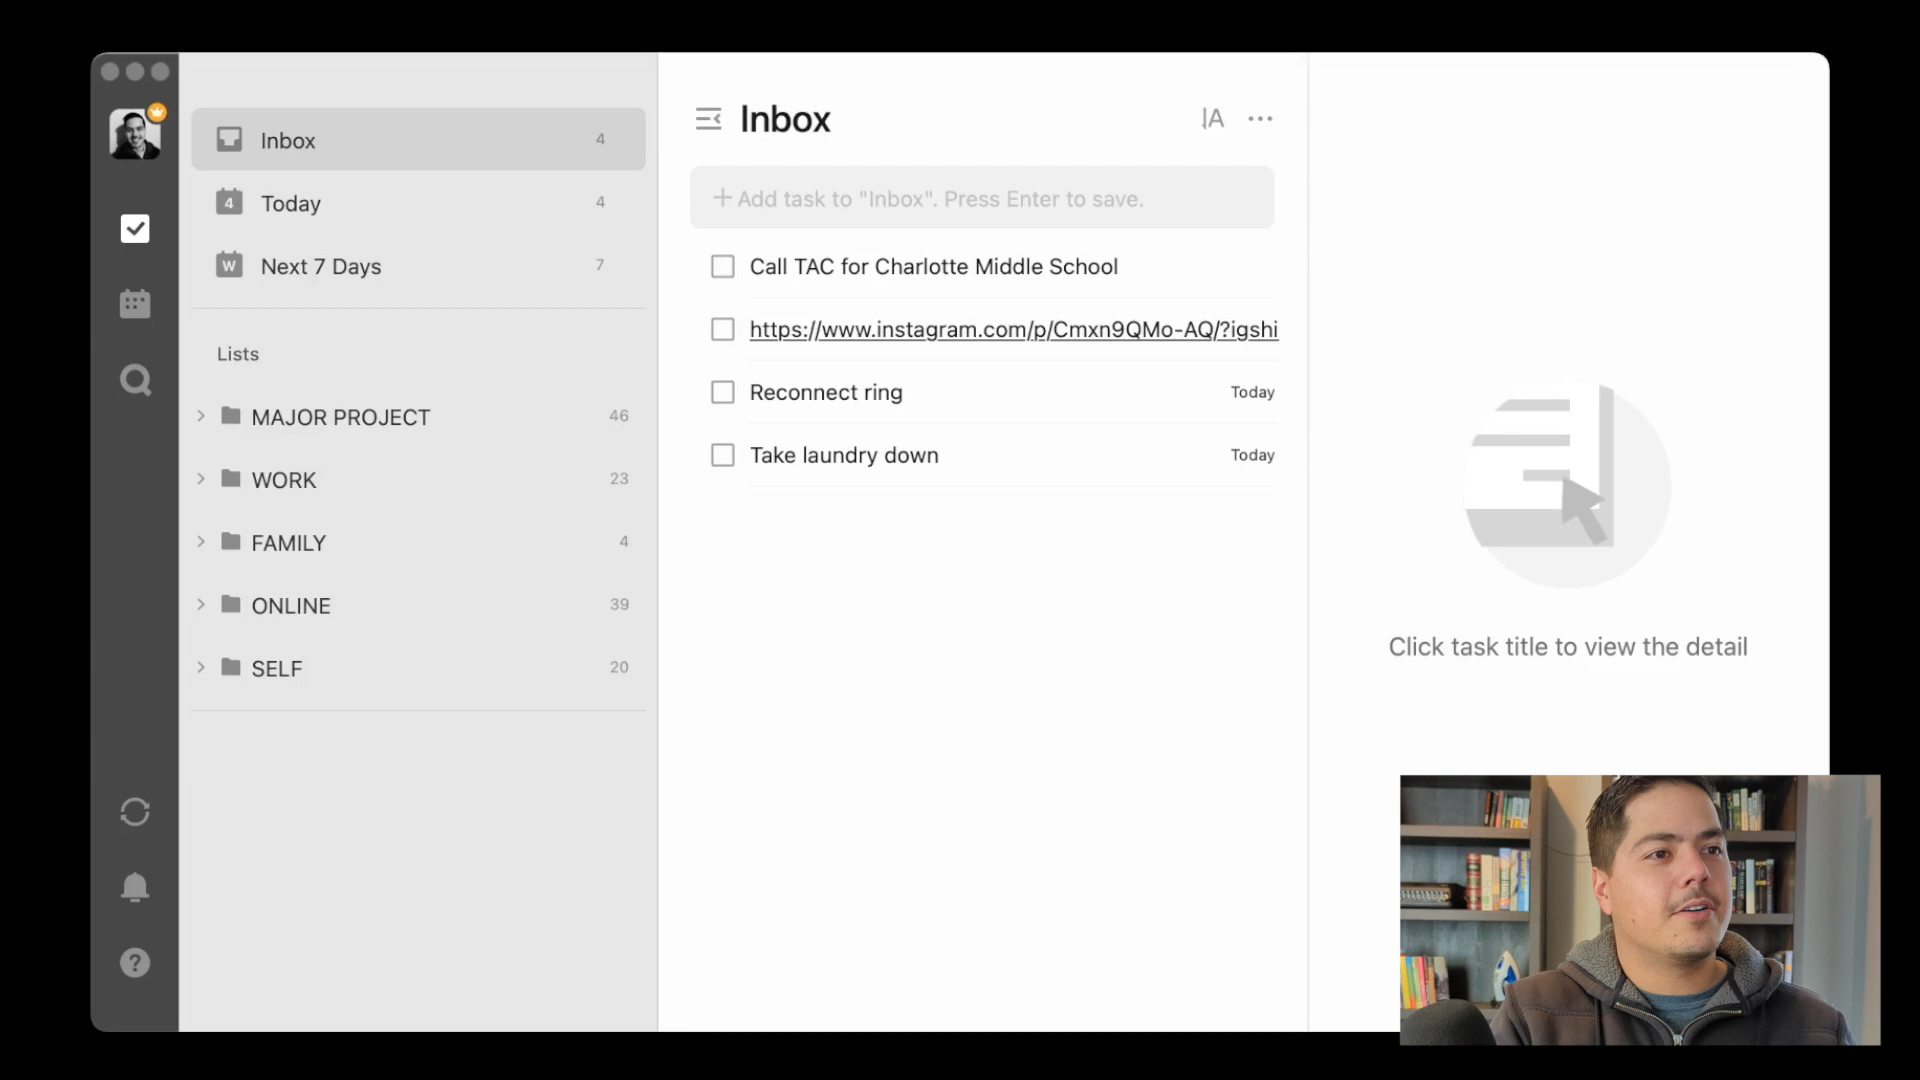 Inbox 4
4 Today 4
W Next 7 Days 7
Lists
MAJOR PROJECT 46
WORK 23
FAMILY 4
ONLINE 39
SELF 20
Inbox
A
Add task to "Inbox". Press Enter to save.
Call TAC for Charlotte Middle School
https://www.instagram.com/p/Cmxn9QMo-AQ/?igshi
Reconnect ring Today
Take laundry down Today
Click task title to view the detail
?